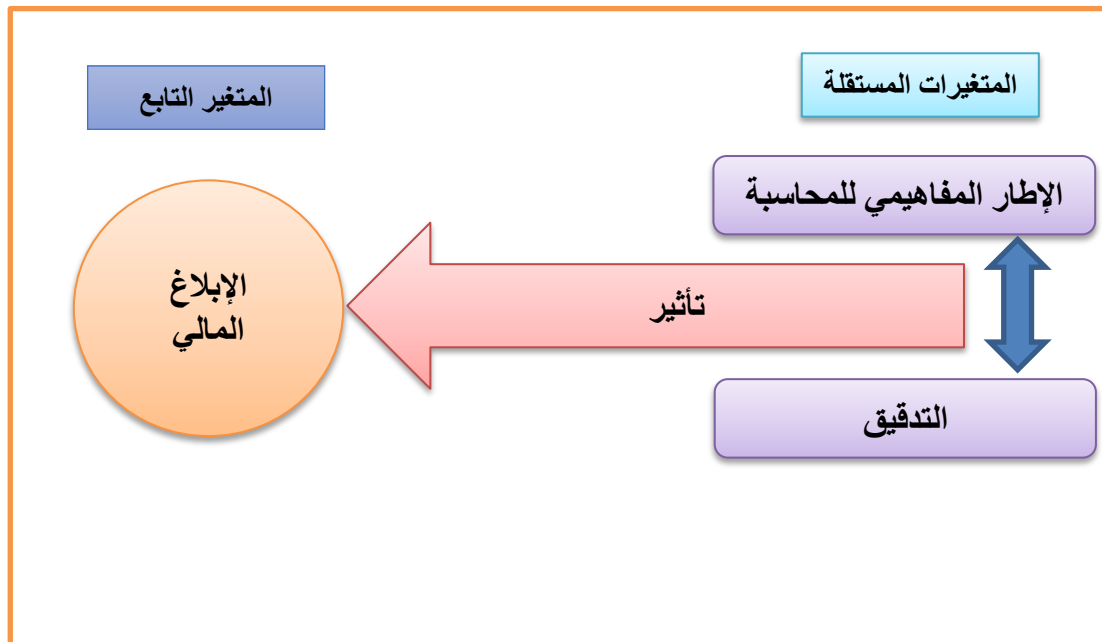 المتغيرات المستقلة
المتغير التابع
الإطار المفاهيمي للمحاسبة
الإبلاغ
المالي
تأثير
التدقيق